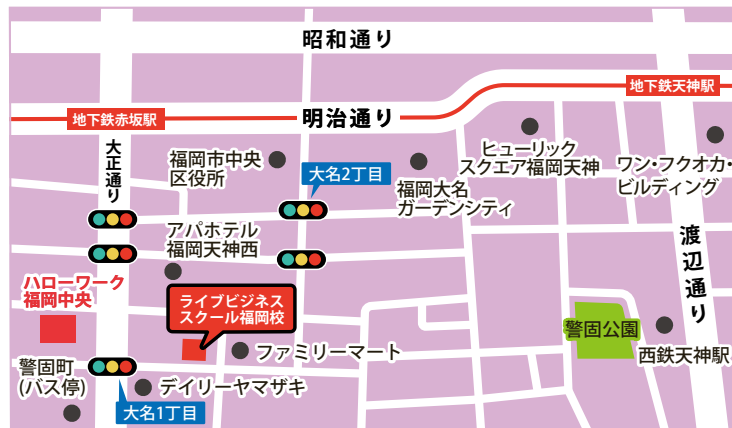 昭和通り
地下鉄天神駅
地下鉄赤坂駅
明治通り
大正通り
福岡市中央
区役所
大名2丁目
福岡大名
ガーデンシティ
ヒューリック
スクエア福岡天神
ワン・フクオカ・
ビルディング
アパホテル
福岡天神西
渡辺通り
ハローワーク
福岡中央
ライブビジネス
スクール福岡校
警固公園
ファミリーマート
西鉄天神駅
警固町
(バス停)
デイリーヤマザキ
大名1丁目